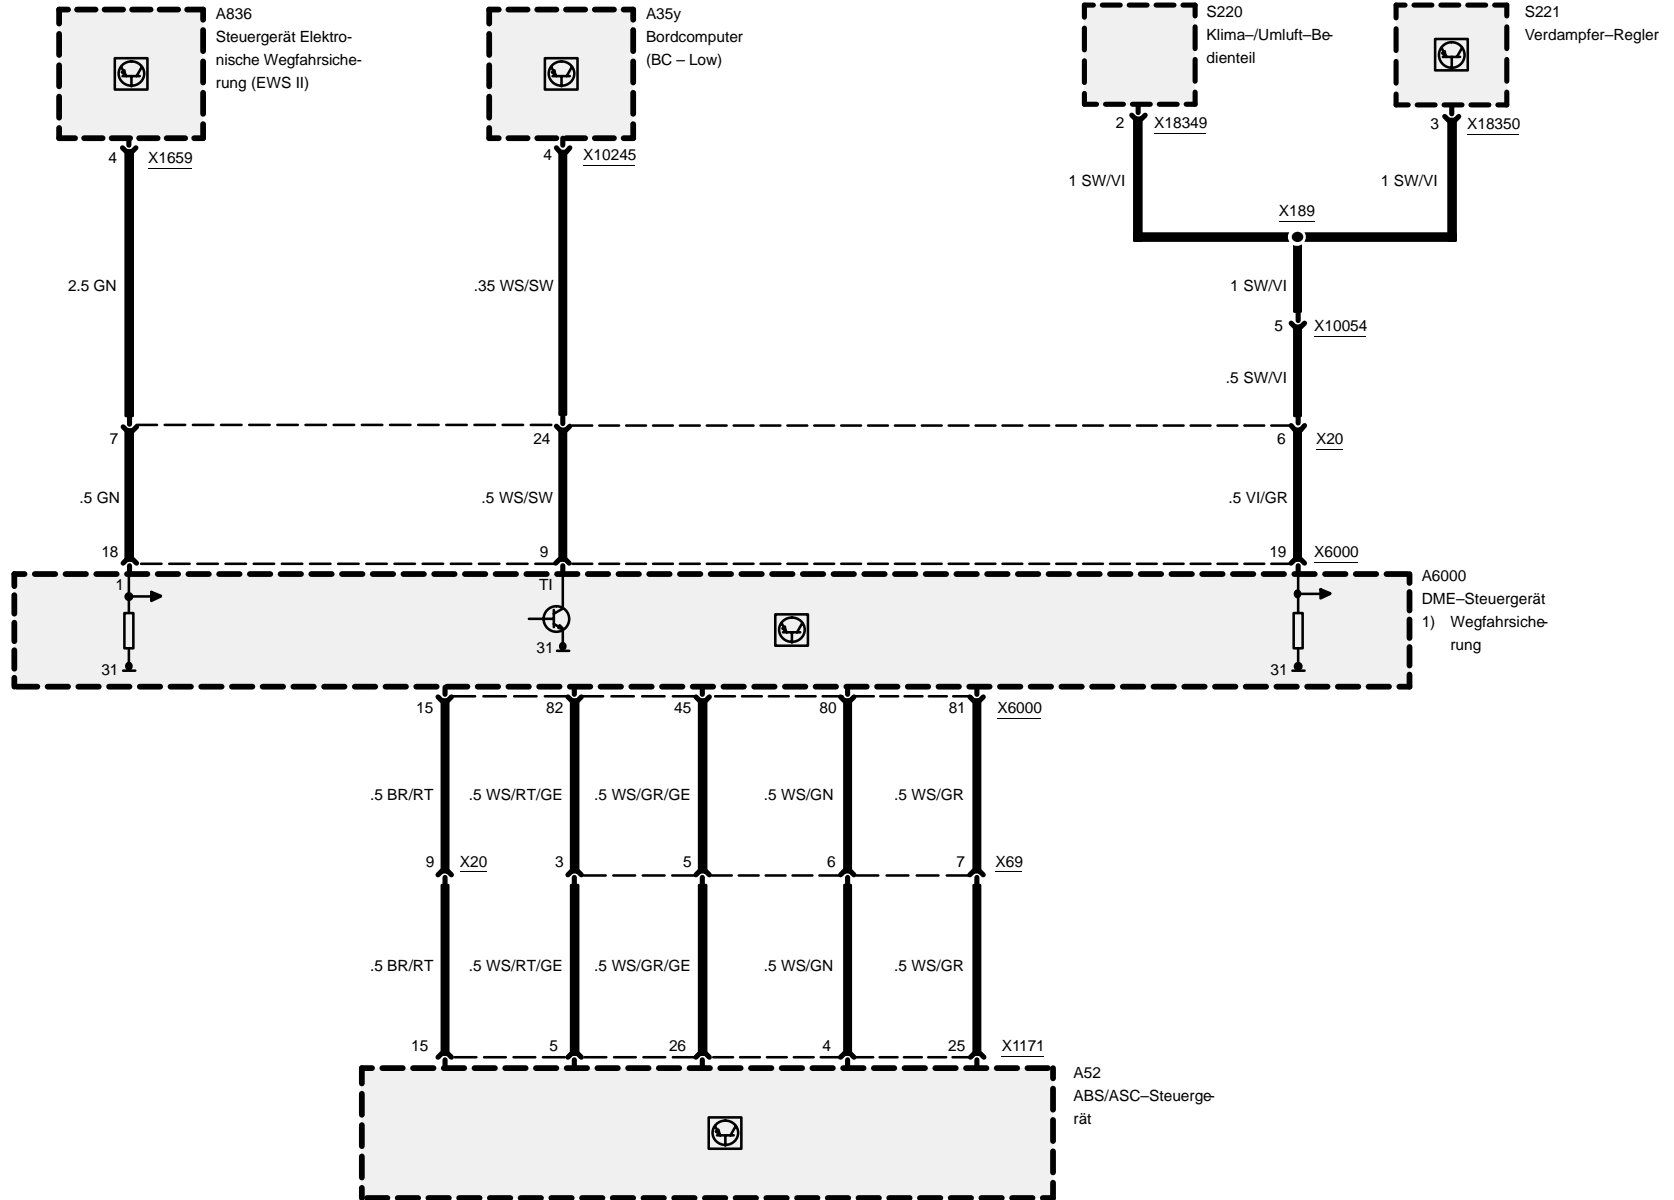 A836
Steuergerät Elektro-
nische Wegfahrsiche-
rung (EWS II)
A35y
Bordcomputer
(BC – Low)
S220
Klima–/Umluft–Be-
dienteil
S221
Verdampfer–Regler
4 X1659
4 X10245
2 X18349
3 X18350
1 SW/VI
1 SW/VI
X189
2.5 GN
.35 WS/SW
1 SW/VI
5 X10054
.5 SW/VI
7
24
6 X20
.5 GN
.5 WS/SW
.5 VI/GR
18
9
19 X6000
1
TI
31
31
31
A6000
DME–Steuergerät
1) Wegfahrsiche-
rung
15
82
45
80
81 X6000
.5 BR/RT
.5 WS/RT/GE
.5 WS/GR/GE
.5 WS/GN
.5 WS/GR
9 X20
3
5
6
7 X69
.5 BR/RT
.5 WS/RT/GE
.5 WS/GR/GE
.5 WS/GN
.5 WS/GR
15
5
26
4
25 X1171
A52
ABS/ASC–Steuerge-
rät